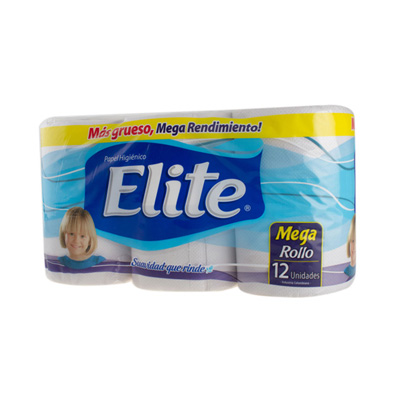 Más grueso, Mega Rendimiento!
Papel Higiénico
Elite®
Suavidad que rinde
Mega
Rollo
12 Unidades